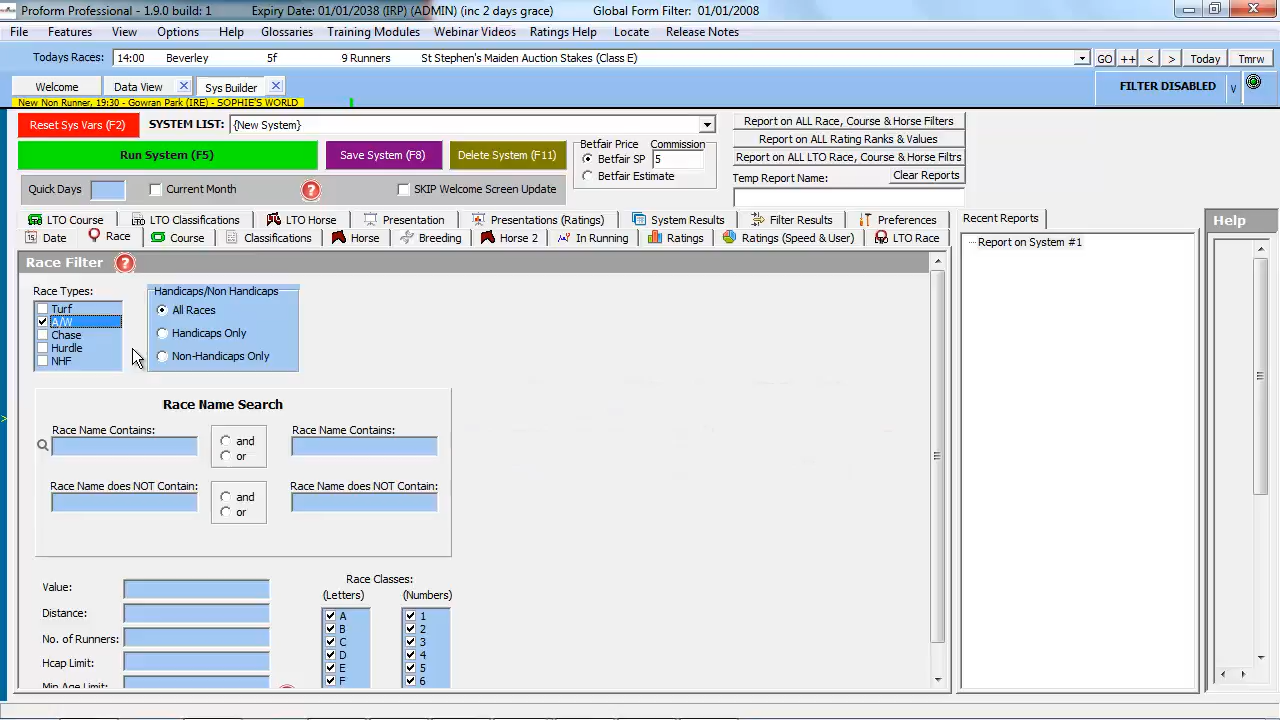 Proform Professional - 1.9.0 build: 1 Expiry Date: 01/01/2038 (IRP) (ADMIN) (inc 2 days grace) Global Form Filter: 01/01/2008
File Features View Options Help Glossaries Training Modules Webinar Videos Ratings Help Locate Release Notes
Todays Races: 14:00 Beverley 5f 9 Runners St Stephen's Maiden Auction Stakes (Class E) GO ++ < > Today Tmrw
Welcome Data View Sys Builder FILTER DISABLED V
New Non Runner, 19:30 - Gowran Park (IRE) - SOPHIE'S WORLD
Reset Sys Vars (F2) SYSTEM LIST: {New System}
Run System (F5) Save System (F8) Delete System (F11)
Betfair Price Commission
Betfair SP 5
Betfair Estimate
Report on ALL Race, Course & Horse Filters
Report on ALL Rating Ranks & Values
Report on ALL LTO Race, Course & Horse Filtrs
Temp Report Name: Clear Reports
Quick Days Current Month ? SKIP Welcome Screen Update
LTO Course LTO Classifications LTO Horse Presentation Presentations (Ratings) System Results Filter Results Preferences
Date Race Course Classifications Horse Breeding Horse 2 In Running Ratings Ratings (Speed & User) LTO Race
Recent Reports
Report on System #1
Help
Race Filter ?
Race Types:
Turf
A/W
Chase
Hurdle
NHF
Handicaps/Non Handicaps
All Races
Handicaps Only
Non-Handicaps Only
Race Name Search
Race Name Contains: and Race Name Contains:
or
Race Name does NOT Contain: and Race Name does NOT Contain:
or
Value:
Distance:
No. of Runners:
Hcap Limit:
Min Age Limit:
Race Classes:
(Letters) (Numbers)
A 1
B 2
C 3
D 4
E 5
F 6